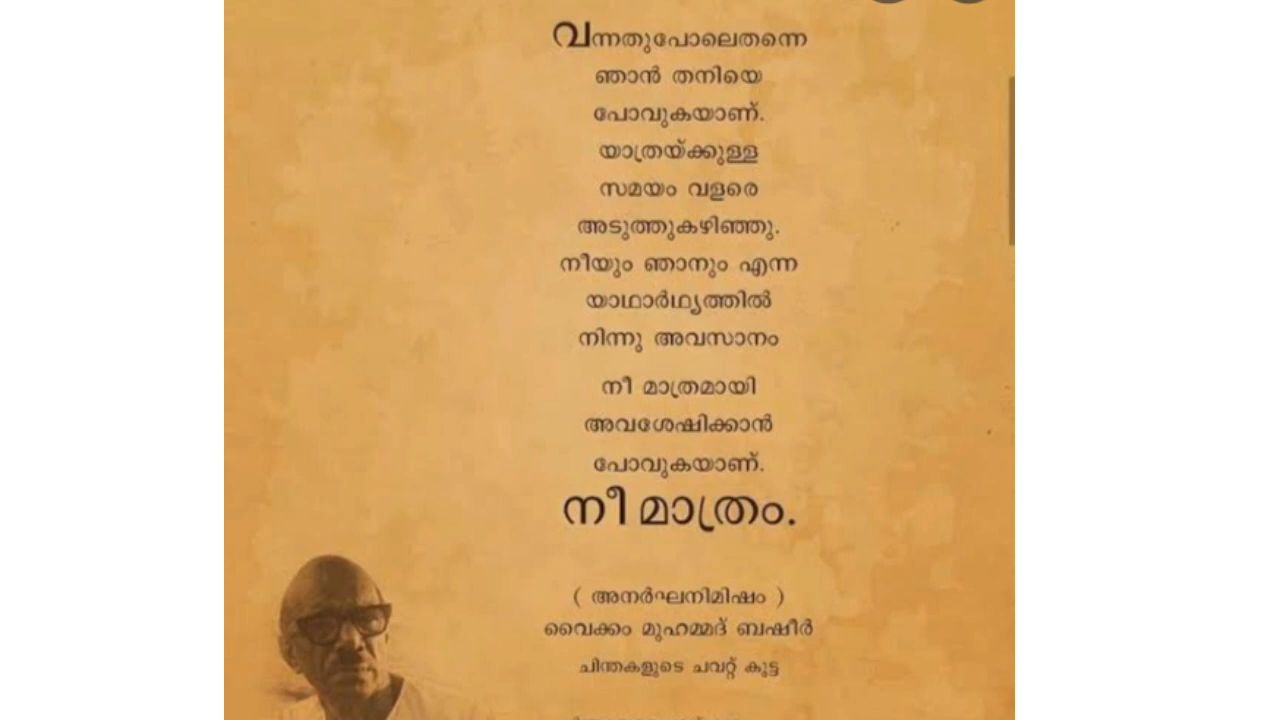 വന്നതുപോലെതന്നെ
ഞാൻ തനിയെ
പോവുകയാണ്.
യാത്രയ്ക്കുള്ള
സമയം വളരെ
അടുത്തുകഴിഞ്ഞു.
നീയും ഞാനും എന്ന
യാഥാർഥ്യത്തിൽ
നിന്നു അവസാനം
നീ മാത്രമായി
അവശേഷിക്കാൻ
പോവുകയാണ്.
നീ മാത്രം.
( അനർഘനിമിഷം )
വൈക്കം മുഹമ്മദ് ബഷീർ
ചിന്തകളുടെ ചവറ്റ് കൂട്ട